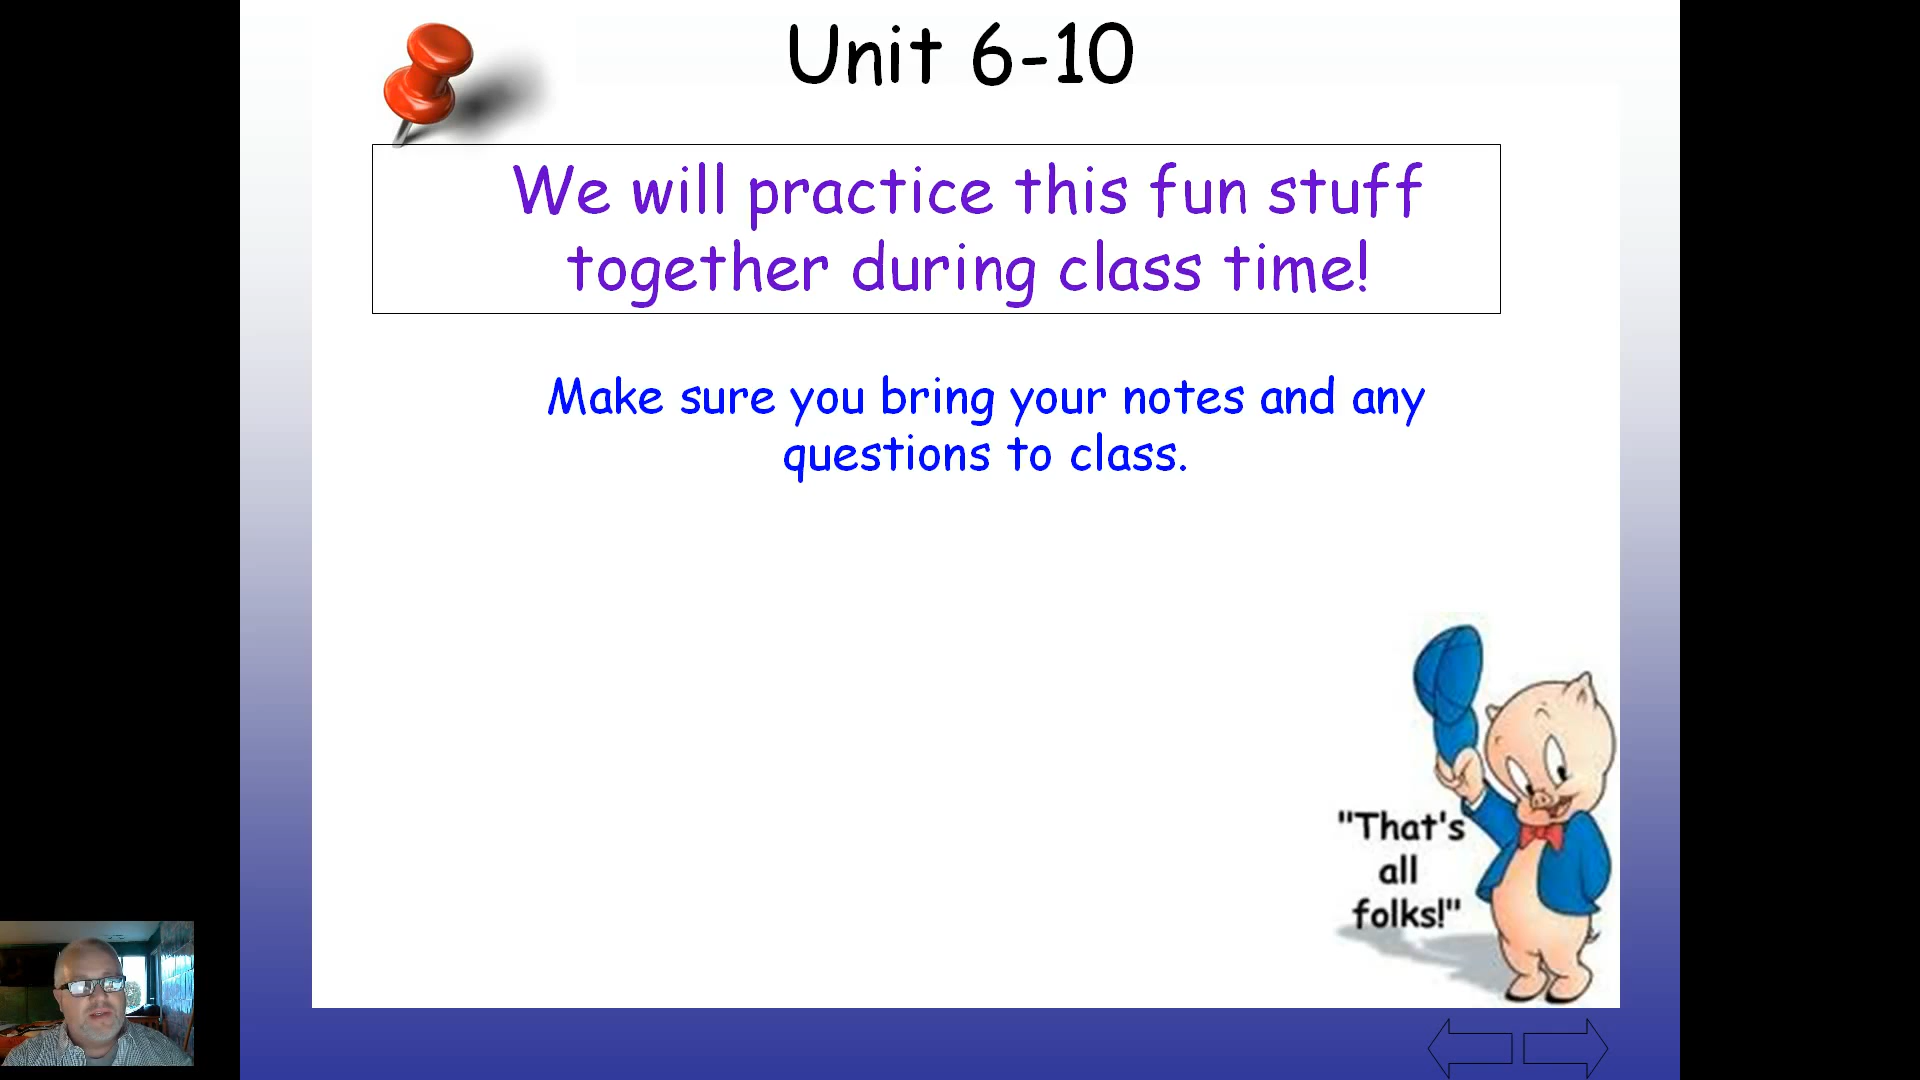 Unit 6-10
We will practice this fun stuff
together during class time!
Make sure you bring your notes and any
questions to class.
"That's
all
folks!"